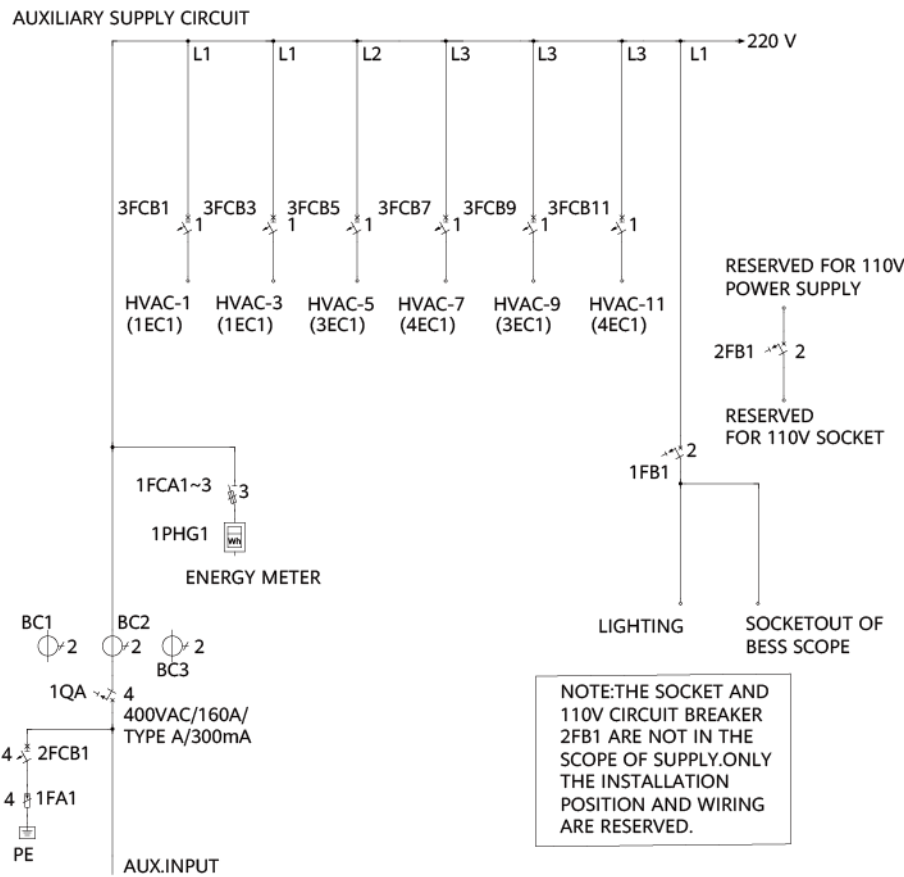 AUXILIARY SUPPLY CIRCUIT
220 V
L1 L1 L2 L3 L3 L3 L1
3FCB1 1 3FCB3 1 3FCB5 1 3FCB7 1 3FCB9 1 3FCB11 1
HVAC-1 HVAC-3 HVAC-5 HVAC-7 HVAC-9 HVAC-11
(1EC1) (1EC1) (3EC1) (4EC1) (3EC1) (4EC1)
RESERVED FOR 110V
POWER SUPPLY
2FB1 2
RESERVED
FOR 110V SOCKET
2
1FB1
1FCA1~3 3
1PHG1
Wh
ENERGY METER
LIGHTING
SOCKETOUT OF
BESS SCOPE
BC1 BC2
2 2 2
BC3
1QA 4
400VAC/160A/
TYPE A/300mA
4 2FCB1
4 1FA1
PE
AUX.INPUT
NOTE:THE SOCKET AND
110V CIRCUIT BREAKER
2FB1 ARE NOT IN THE
SCOPE OF SUPPLY.ONLY
THE INSTALLATION
POSITION AND WIRING
ARE RESERVED.